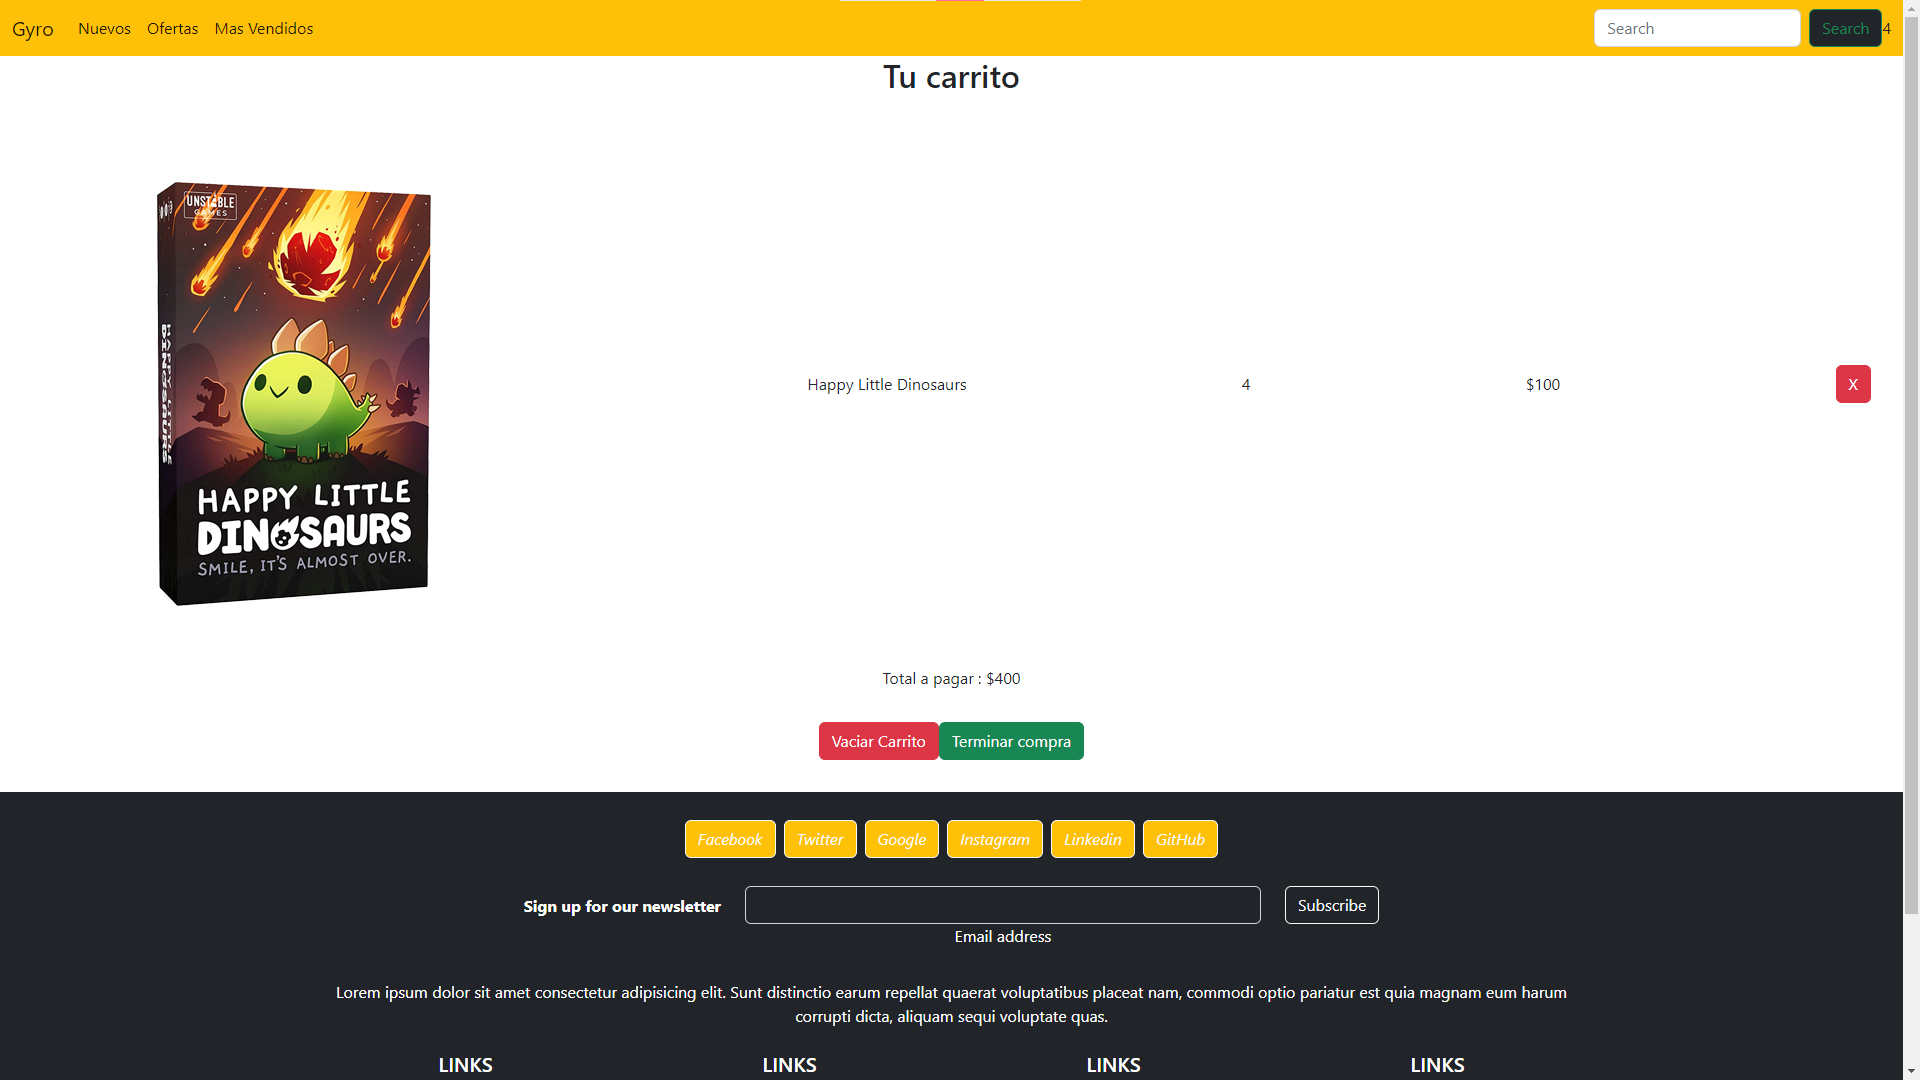 Gyro
Nuevos
Ofertas
Mas Vendidos
Search
Search
4
Tu carrito
UNSTABLE
GAMES
HAPPY LITTLE
DINOSAURS
HAPPY LITTLE
DINOSAURS
SMILE, IT'S ALMOST OVER.
Happy Little Dinosaurs
4
$100
X
Total a pagar : $400
Vaciar Carrito
Terminar compra
Facebook
Twitter
Google
Instagram
Linkedin
GitHub
Sign up for our newsletter
Subscribe
Email address
Lorem ipsum dolor sit amet consectetur adipisicing elit. Sunt distinctio earum repellat quaerat voluptatibus placeat nam, commodi optio pariatur est quia magnam eum harum
corrupti dicta, aliquam sequi voluptate quas.
LINKS
LINKS
LINKS
LINKS